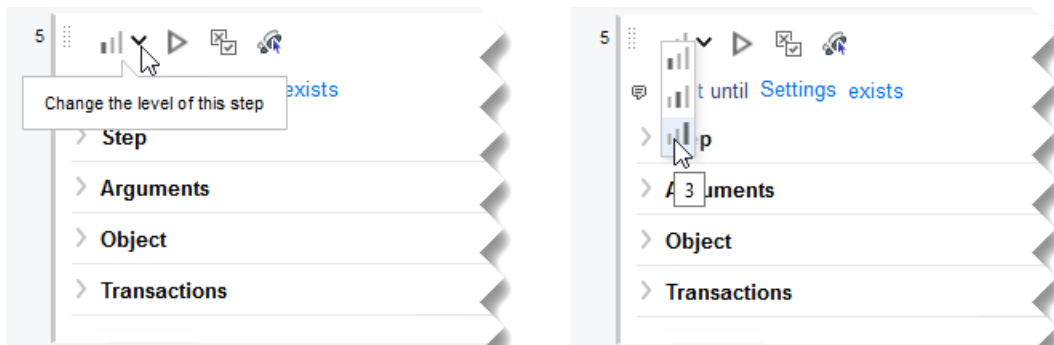 5
Change the level of this step
exists
Step
Arguments
Object
Transactions
5
t until Settings exists
p
3
uments
Object
Transactions